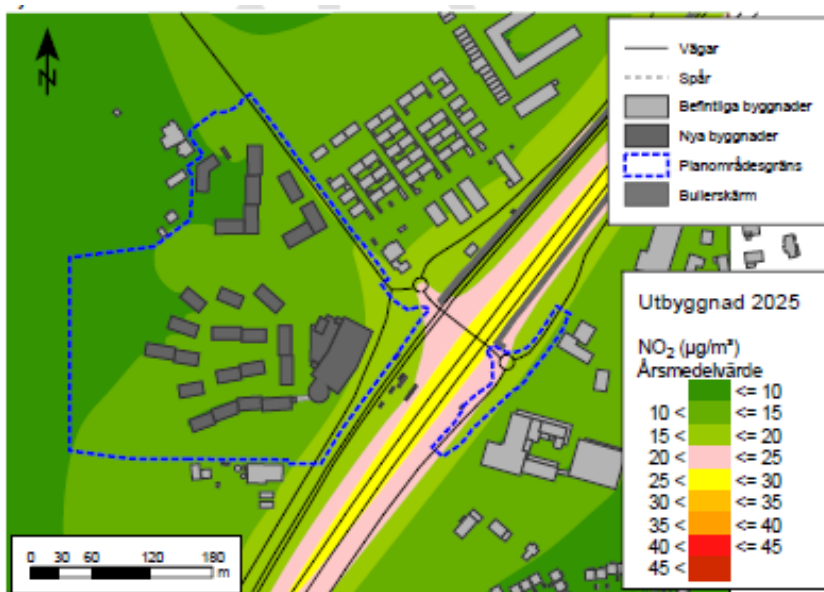 N
Vägar
Spår
Befintliga byggnader
Nya byggnader
Planområdesgräns
Bullerskärm
Utbyggnad 2025
NO₂ (µg/m³)
Årsmedelvärde
<= 10
10 < <= 15
15 < <= 20
20 < <= 25
25 < <= 30
30 < <= 35
35 < <= 40
40 < <= 45
45 <
0 30 60 120 180
m